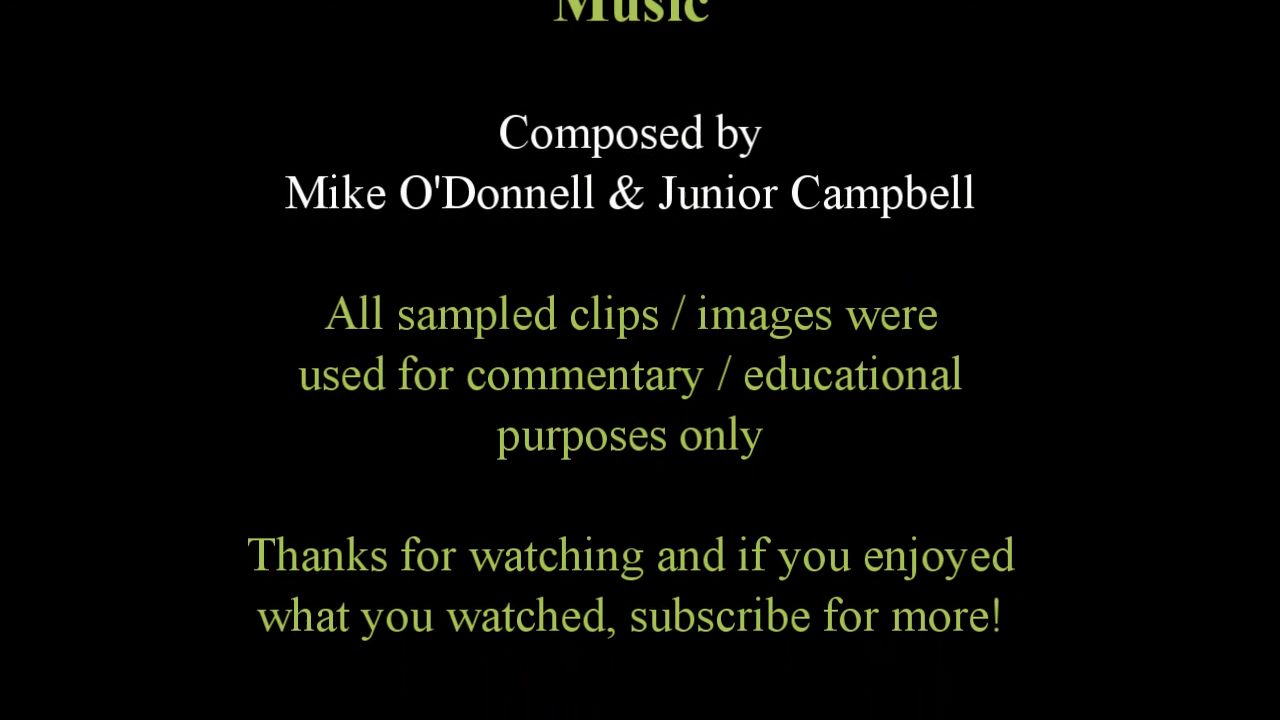 Music
Composed by
Mike O'Donnell & Junior Campbell
All sampled clips / images were
used for commentary / educational
purposes only
Thanks for watching and if you enjoyed
what you watched, subscribe for more!